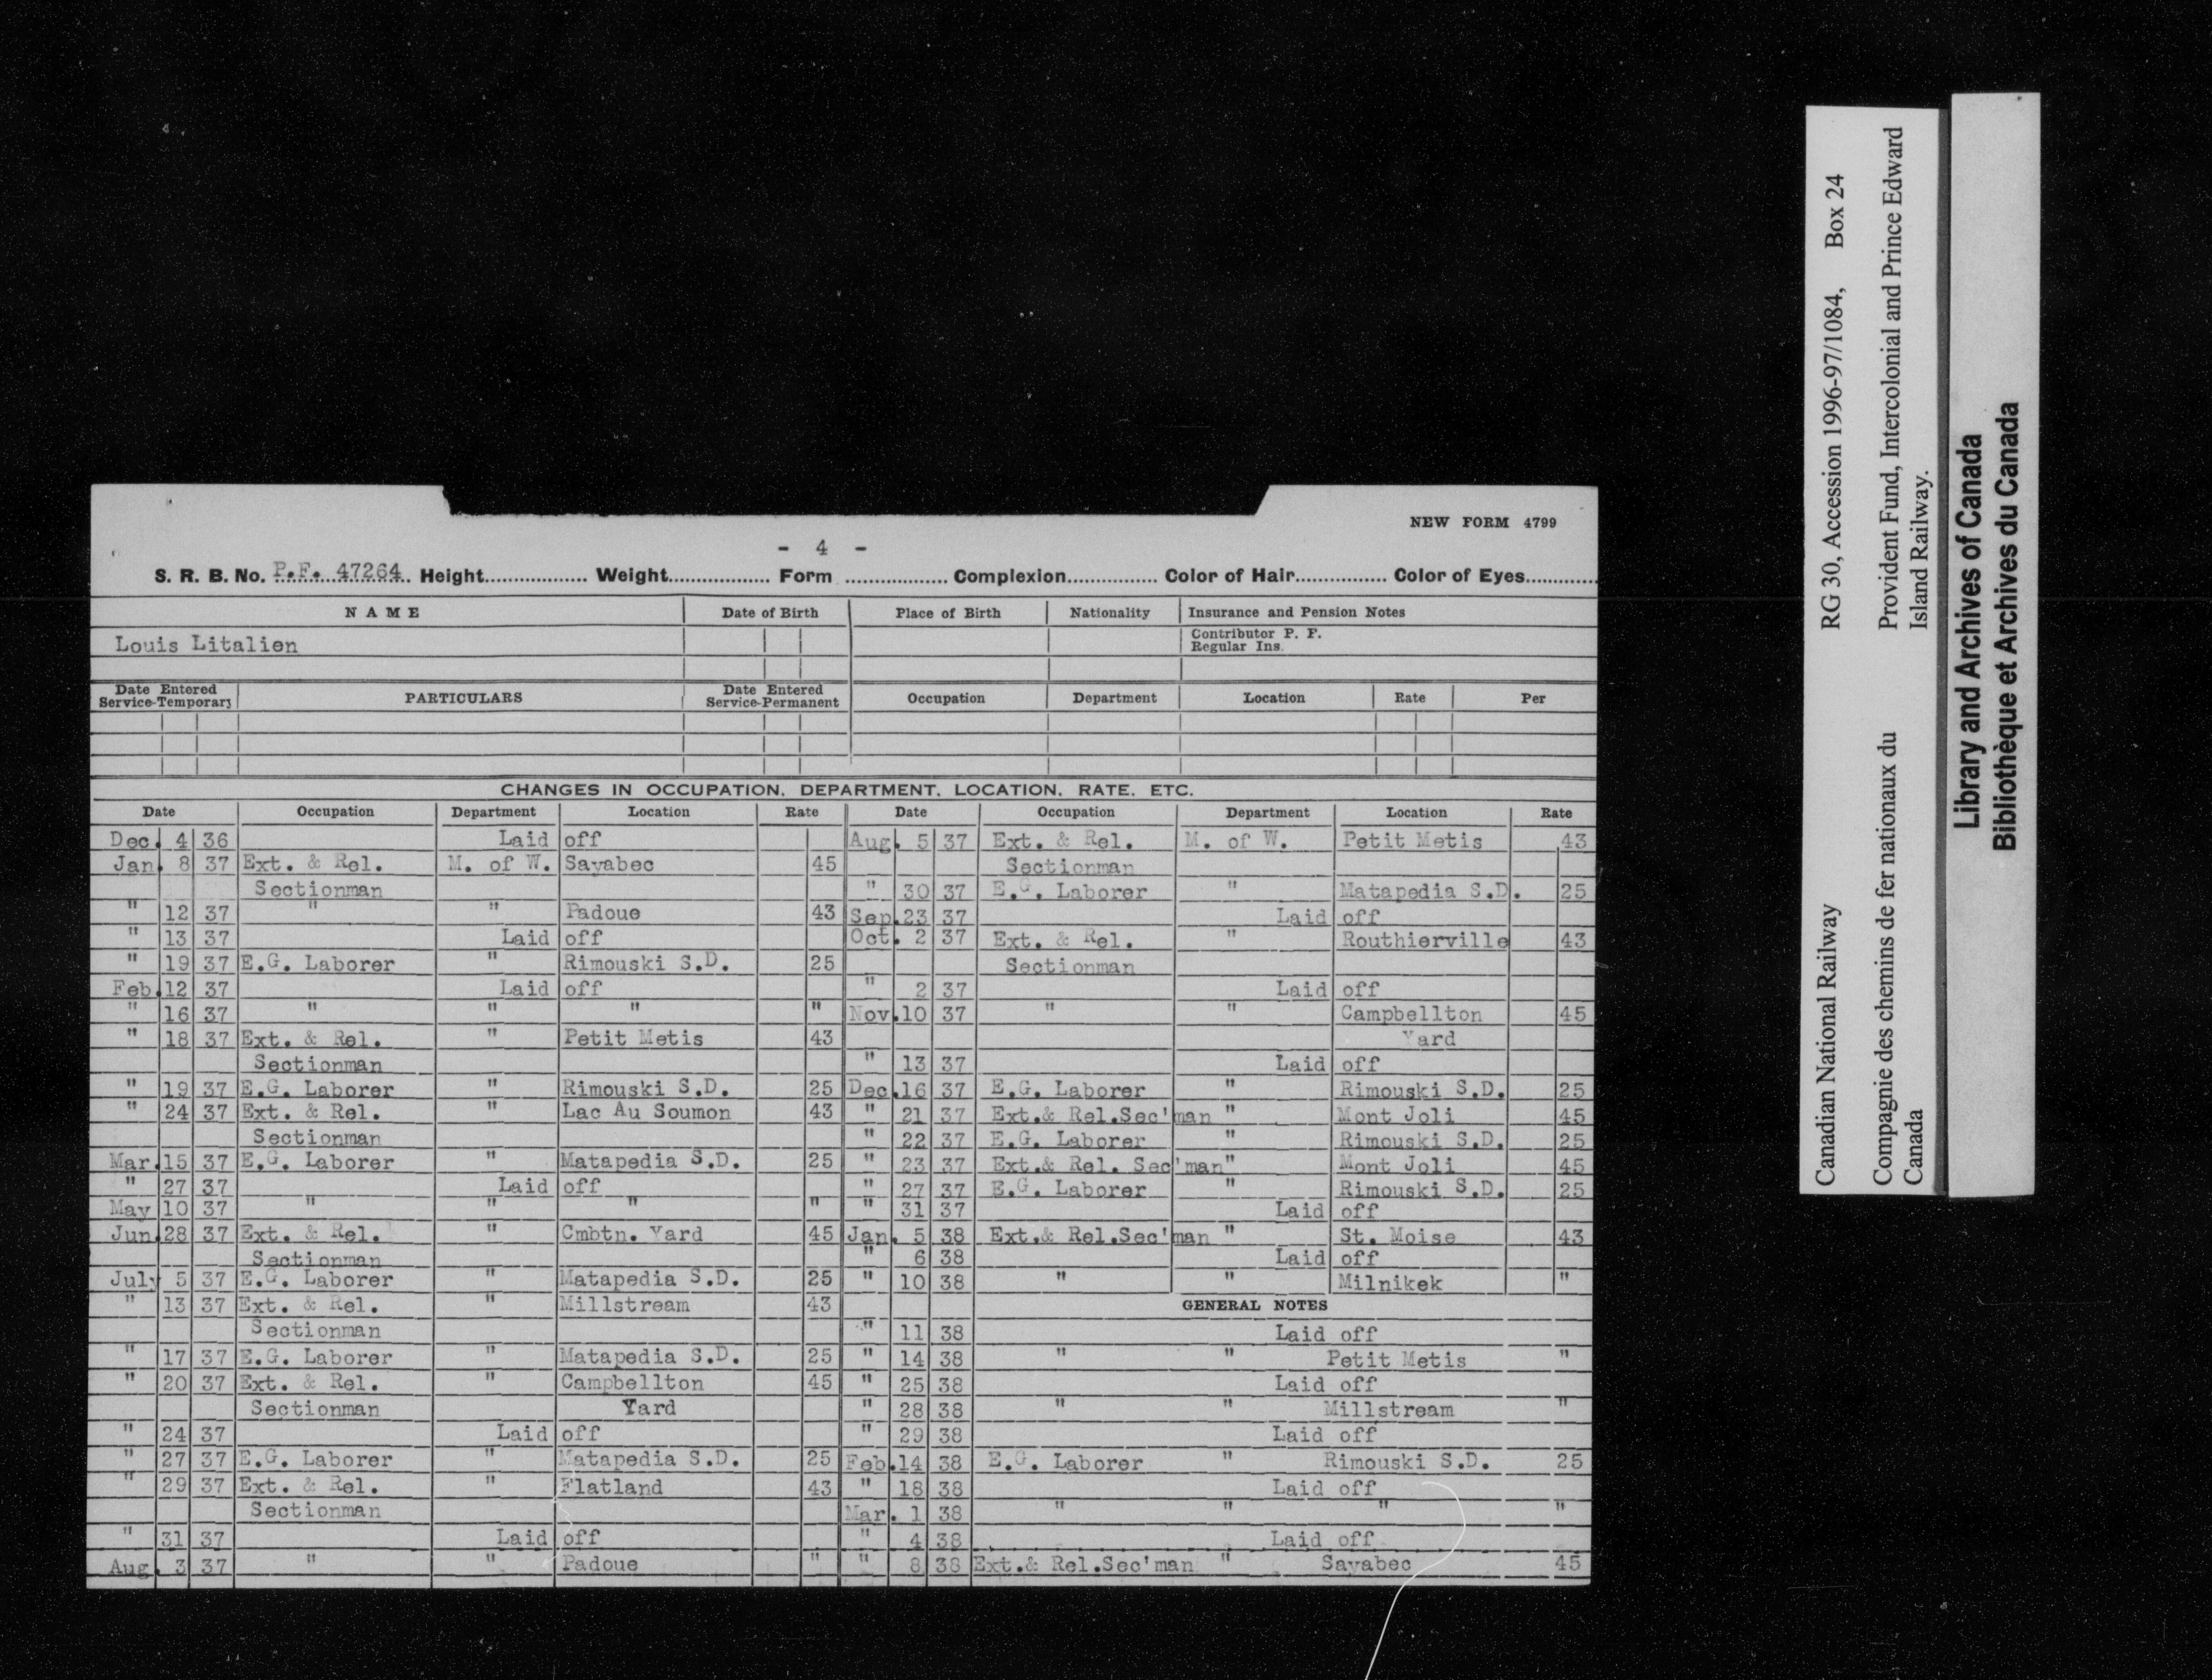 NEW FORM 4799
- 4 -
S. R. B. No. P.F. 47264 Height Weight Form Complexion Color of Hair Color of Eyes
NAME Date of Birth Place of Birth Nationality Insurance and Pension Notes
Louis Litalien Contributor P. F.
Regular Ins.
Date Entered Service-Temporary PARTICULARS Date Entered Service-Permanent Occupation Department Location Rate Per
CHANGES IN OCCUPATION, DEPARTMENT, LOCATION, RATE, ETC.
Date Occupation Department Location Rate
Dec. 4 36 Laid off
Jan. 8 37 Ext. & Rel. M. of W. Sayabec 45
Sectionman
" 12 37 " " Padoue 43
" 13 37 Laid off
" 19 37 E.G. Laborer " Rimouski S.D. 25
Feb. 12 37 Laid off
" 16 37 " " " "
" 18 37 Ext. & Rel. " Petit Metis 43
Sectionman
" 19 37 E.G. Laborer " Rimouski S.D. 25
" 24 37 Ext. & Rel. " Lac Au Soumon 43
Sectionman
Mar. 15 37 E.G. Laborer " Matapedia S.D. 25
" 27 37 Laid off
May 10 37 " " " "
Jun. 28 37 Ext. & Rel. " Cmbtn. Yard 45
Sectionman
July 5 37 E.G. Laborer " Matapedia S.D. 25
" 13 37 Ext. & Rel. " Millstream 43
Sectionman
" 17 37 E.G. Laborer " Matapedia S.D. 25
" 20 37 Ext. & Rel. " Campbellton 45
Sectionman Yard
" 24 37 Laid off
" 27 37 E.G. Laborer " Matapedia S.D. 25
" 29 37 Ext. & Rel. " Flatland 43
Sectionman
" 31 37 Laid off
Aug. 3 37 " " Padoue "
Date Occupation Department Location Rate
Aug. 5 37 Ext. & Rel. M. of W. Petit Metis 43
Sectionman
" 30 37 E.G. Laborer " Matapedia S.D. 25
Sep. 23 37 Laid off
Oct. 2 37 Ext. & Rel. " Routhierville 43
Sectionman
" 2 37 Laid off
Nov. 10 37 " " Campbellton 45
Yard
" 13 37 Laid off
Dec. 16 37 E.G. Laborer " Rimouski S.D. 25
" 21 37 Ext.& Rel.Sec'man " Mont Joli 45
" 22 37 E.G. Laborer " Rimouski S.D. 25
" 23 37 Ext.& Rel. Sec'man" Mont Joli 45
" 27 37 E.G. Laborer " Rimouski S.D. 25
" 31 37 Laid off
Jan. 5 38 Ext.& Rel.Sec'man " St. Moise 43
" 6 38 Laid off
" 10 38 " " Milnikek "
GENERAL NOTES
" 11 38 Laid off
" 14 38 " " Petit Metis "
" 25 38 Laid off
" 28 38 " " Millstream "
" 29 38 Laid off
Feb. 14 38 E.G. Laborer " Rimouski S.D. 25
" 18 38 Laid off
Mar. 1 38 " " " "
" 4 38 Laid off
" 8 38 Ext.& Rel.Sec'man " Sayabec 45
Canadian National Railway RG 30, Accession 1996-97/1084, Box 24
Compagnie des chemins de fer nationaux du Canada
Provident Fund, Intercolonial and Prince Edward Island Railway.
Library and Archives of Canada
Bibliothèque et Archives du Canada